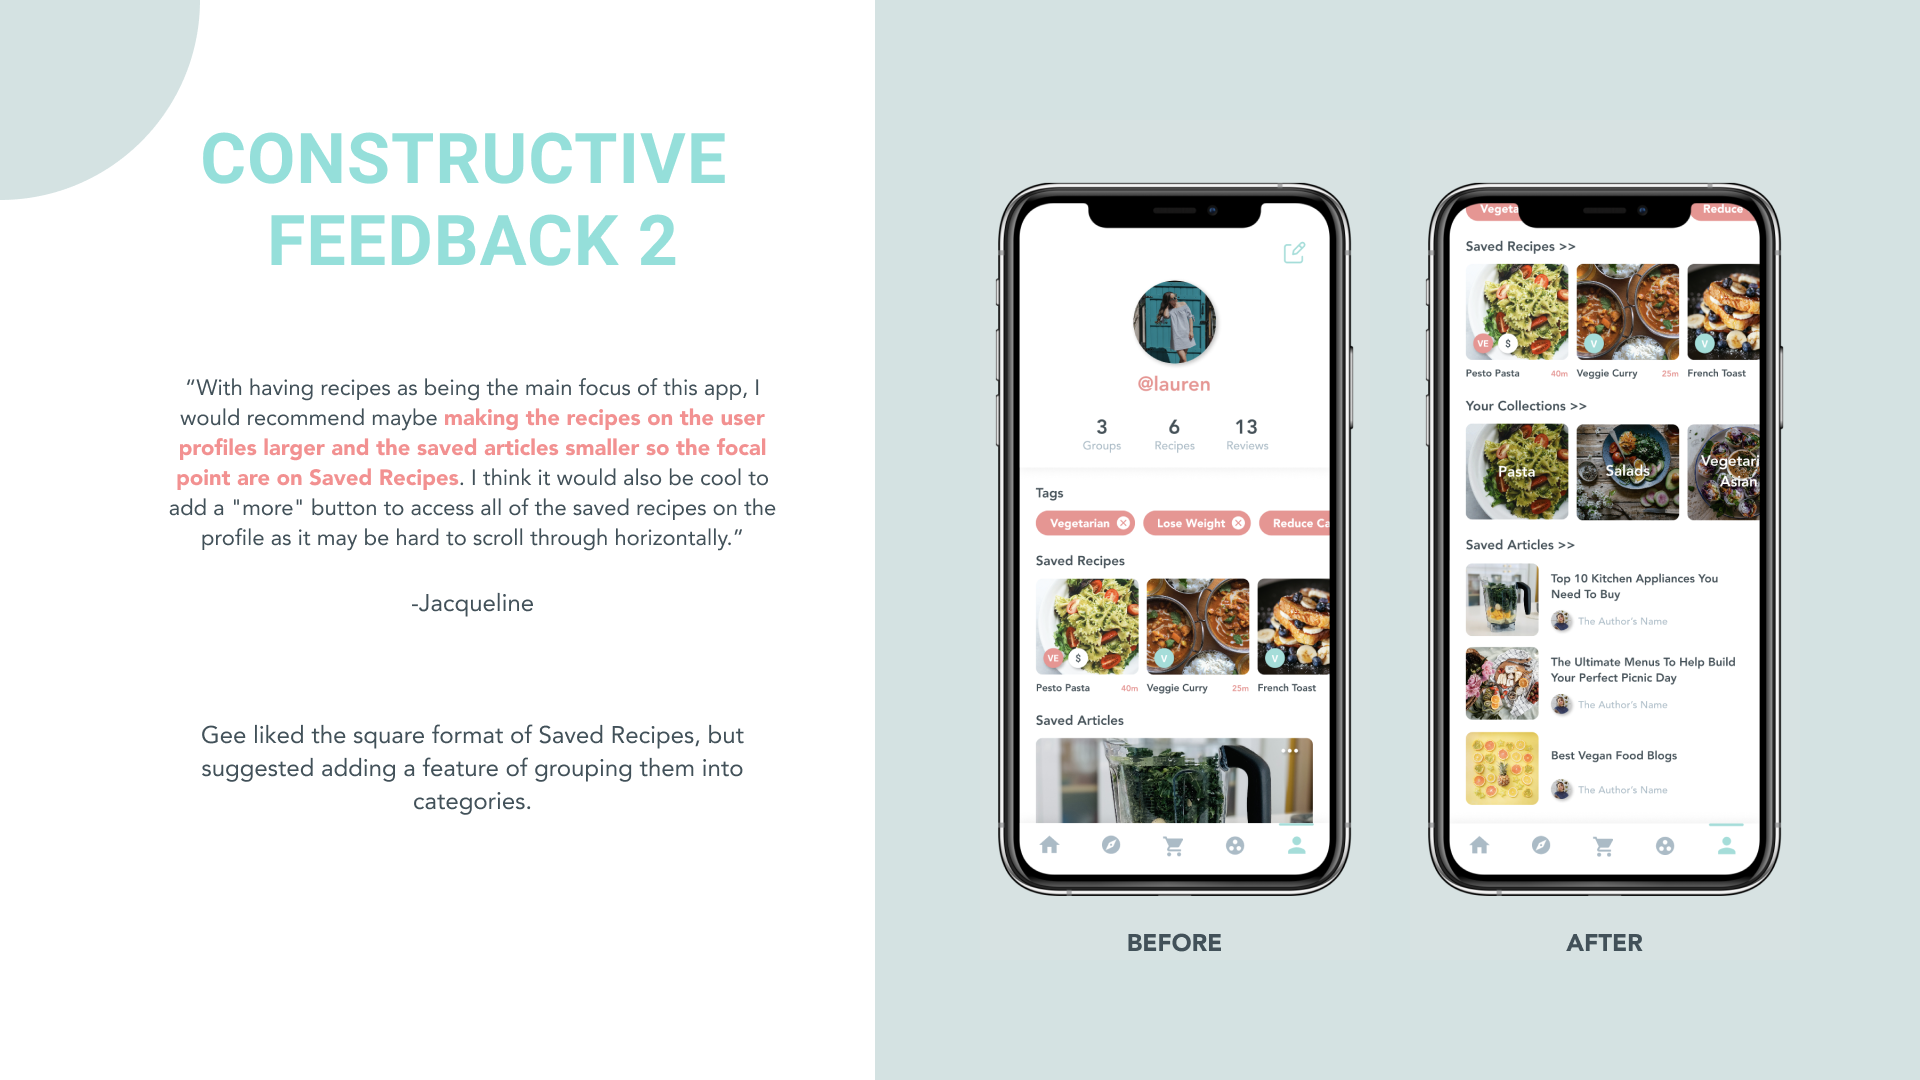 CONSTRUCTIVE
FEEDBACK 2
“With having recipes as being the main focus of this app, I
would recommend maybe making the recipes on the user
profiles larger and the saved articles smaller so the focal
point are on Saved Recipes. I think it would also be cool to
add a "more" button to access all of the saved recipes on the
profile as it may be hard to scroll through horizontally.”
-Jacqueline
Gee liked the square format of Saved Recipes, but
suggested adding a feature of grouping them into
categories.
@lauren
3 6 13
Groups Recipes Reviews
Tags
Vegetarian Lose Weight Reduce Ca
Saved Recipes
VE $ V V
Pesto Pasta 40m Veggie Curry 25m French Toast
Saved Articles
BEFORE
Vegeta Reduce
Saved Recipes >>
VE $ V V
Pesto Pasta 40m Veggie Curry 25m French Toast
Your Collections >>
Pasta Salads Vegetari
Asian
Saved Articles >>
Top 10 Kitchen Appliances You
Need To Buy
The Author's Name
The Ultimate Menus To Help Build
Your Perfect Picnic Day
The Author's Name
Best Vegan Food Blogs
The Author's Name
AFTER